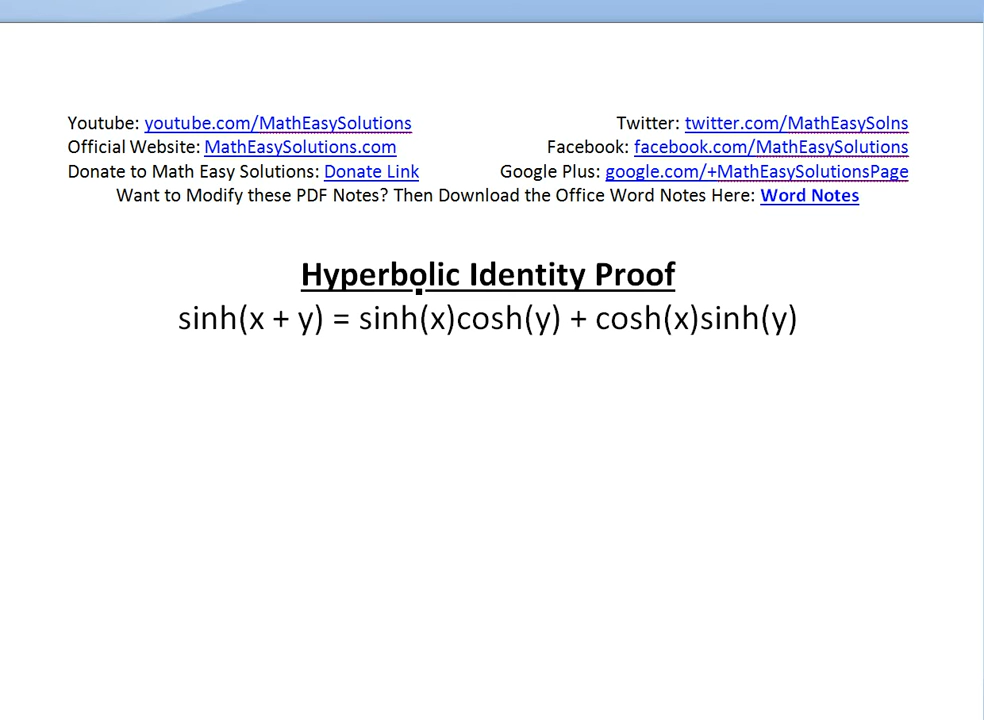 Youtube: youtube.com/MathEasySolutions Twitter: twitter.com/MathEasySolns
Official Website: MathEasySolutions.com Facebook: facebook.com/MathEasySolutions
Donate to Math Easy Solutions: Donate Link Google Plus: google.com/+MathEasySolutionsPage
Want to Modify these PDF Notes? Then Download the Office Word Notes Here: Word Notes
Hyperbolic Identity Proof
sinh(x + y) = sinh(x)cosh(y) + cosh(x)sinh(y)